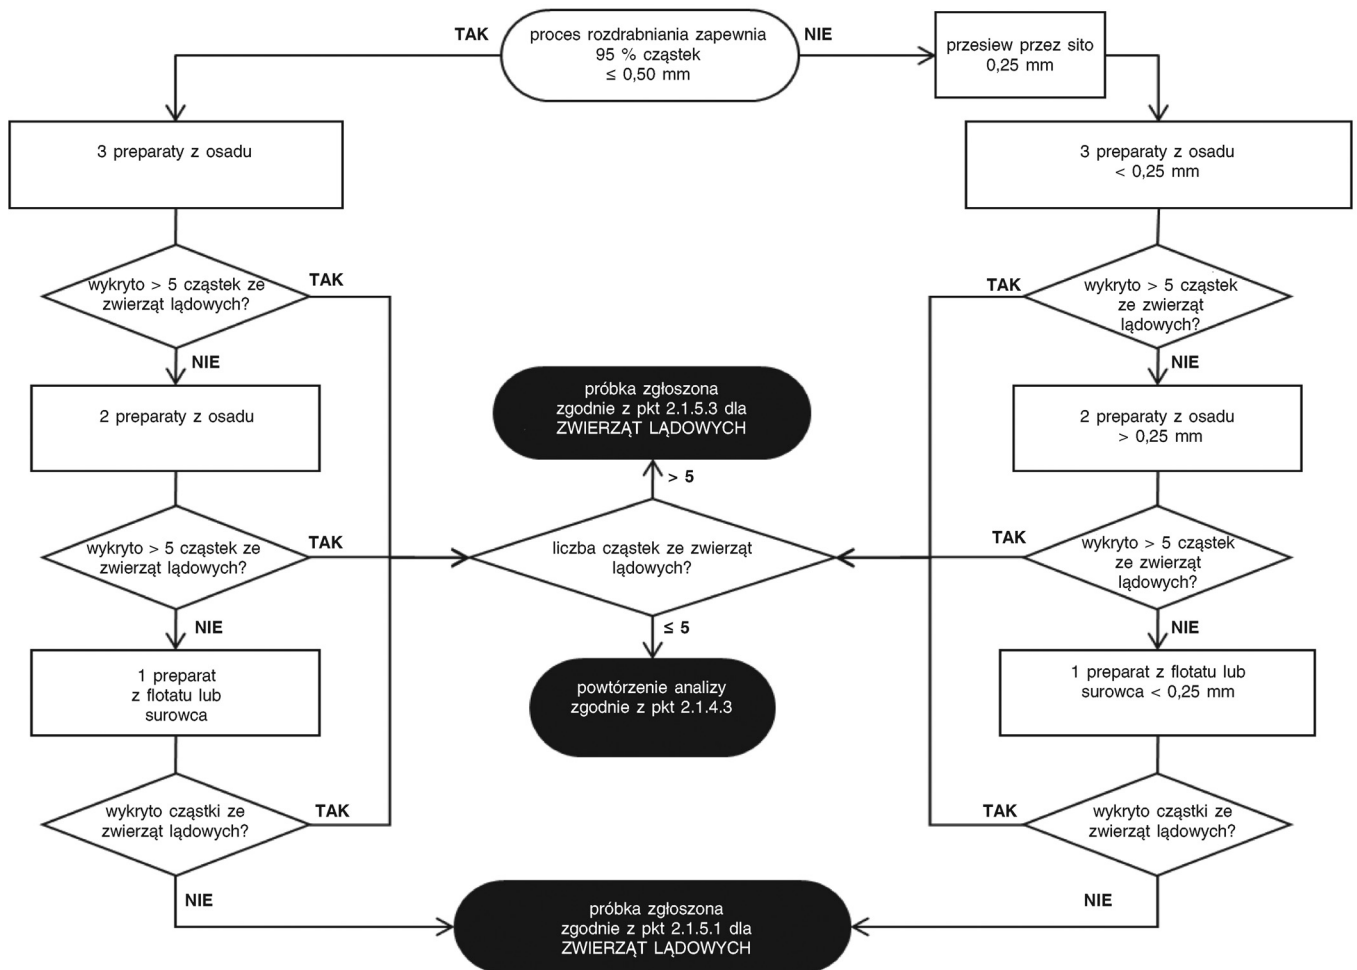 TAK
proces rozdrabniania zapewnia
95 % cząstek
≤ 0,50 mm
NIE
przesiew przez sito
0,25 mm
3 preparaty z osadu
3 preparaty z osadu
< 0,25 mm
wykryto > 5 cząstek ze
zwierząt lądowych?
TAK
NIE
TAK
wykryto > 5 cząstek
ze zwierząt
lądowych?
NIE
2 preparaty z osadu
próbka zgłoszona
zgodnie z pkt 2.1.5.3 dla
ZWIERZĄT LĄDOWYCH
2 preparaty z osadu
> 0,25 mm
> 5
wykryto > 5 cząstek ze
zwierząt lądowych?
TAK
NIE
liczba cząstek ze zwierząt
lądowych?
TAK
wykryto > 5 cząstek
ze zwierząt
lądowych?
NIE
≤ 5
1 preparat
z flotatu lub
surowca
powtórzenie analizy
zgodnie z pkt 2.1.4.3
1 preparat z flotatu lub
surowca < 0,25 mm
wykryto cząstki ze
zwierząt lądowych?
TAK
NIE
TAK
wykryto cząstki ze
zwierząt lądowych?
NIE
próbka zgłoszona
zgodnie z pkt 2.1.5.1 dla
ZWIERZĄT LĄDOWYCH